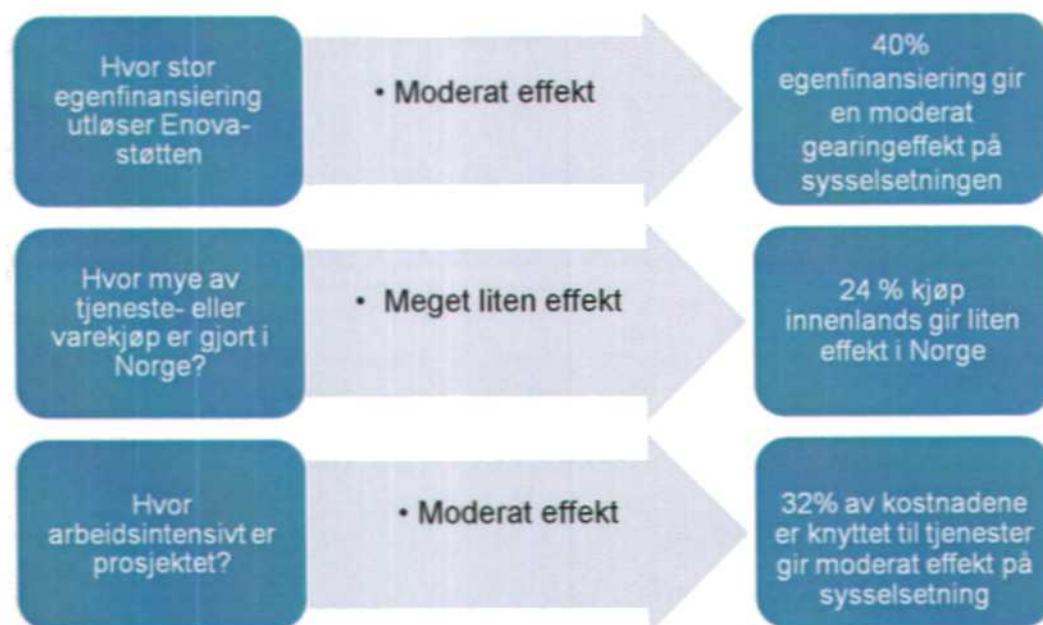 Hvor stor
egenfinansiering
utløser Enova-
støtten
• Moderat effekt
40%
egenfinansiering gir
en moderat
gearingeffekt på
sysselsetningen
Hvor mye av
tjeneste- eller
varekjøp er gjort i
Norge?
• Meget liten effekt
24 % kjøp
innenlands gir liten
effekt i Norge
Hvor
arbeidsintensivt er
prosjektet?
• Moderat effekt
32% av kostnadene
er knyttet til tjenester
gir moderat effekt på
sysselsetning